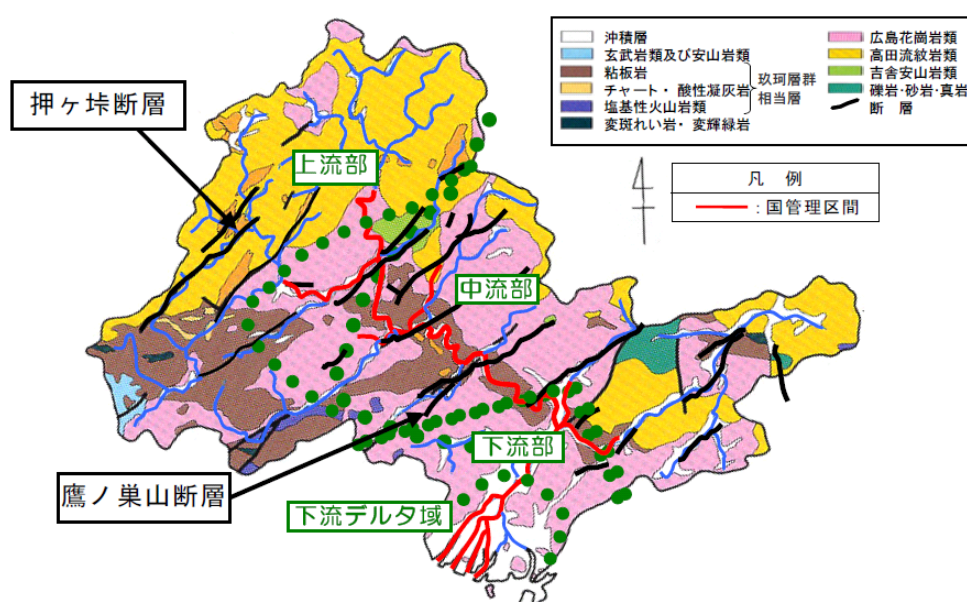 沖積層
玄武岩類及び安山岩類
粘板岩
チャート・酸性凝灰岩
塩基性火山岩類
変斑れい岩・変輝緑岩
玖珂層群
相当層
広島花崗岩類
高田流紋岩類
吉舎安山岩類
礫岩・砂岩・真岩
断層
凡例
:国管理区間
押ヶ垰断層
上流部
中流部
下流部
鷹ノ巣山断層
下流デルタ域